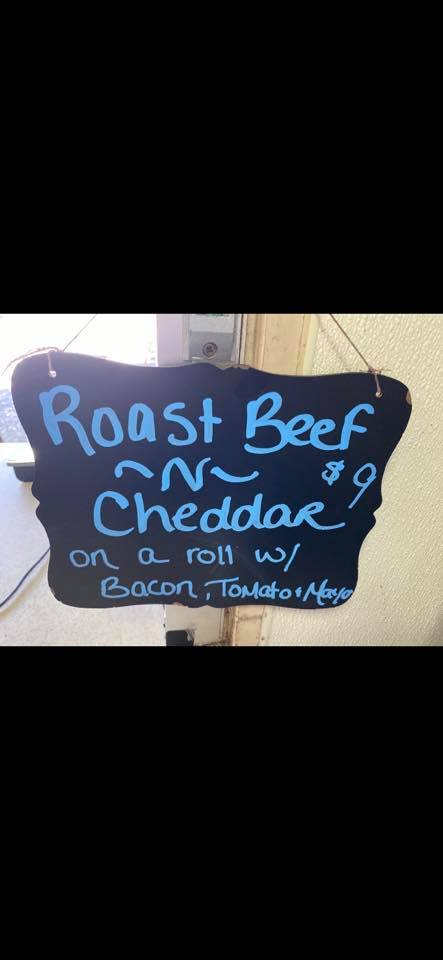 Roast Beef
~N~
$9
Cheddar
on a roll w/
Bacon, Tomato + Mayo